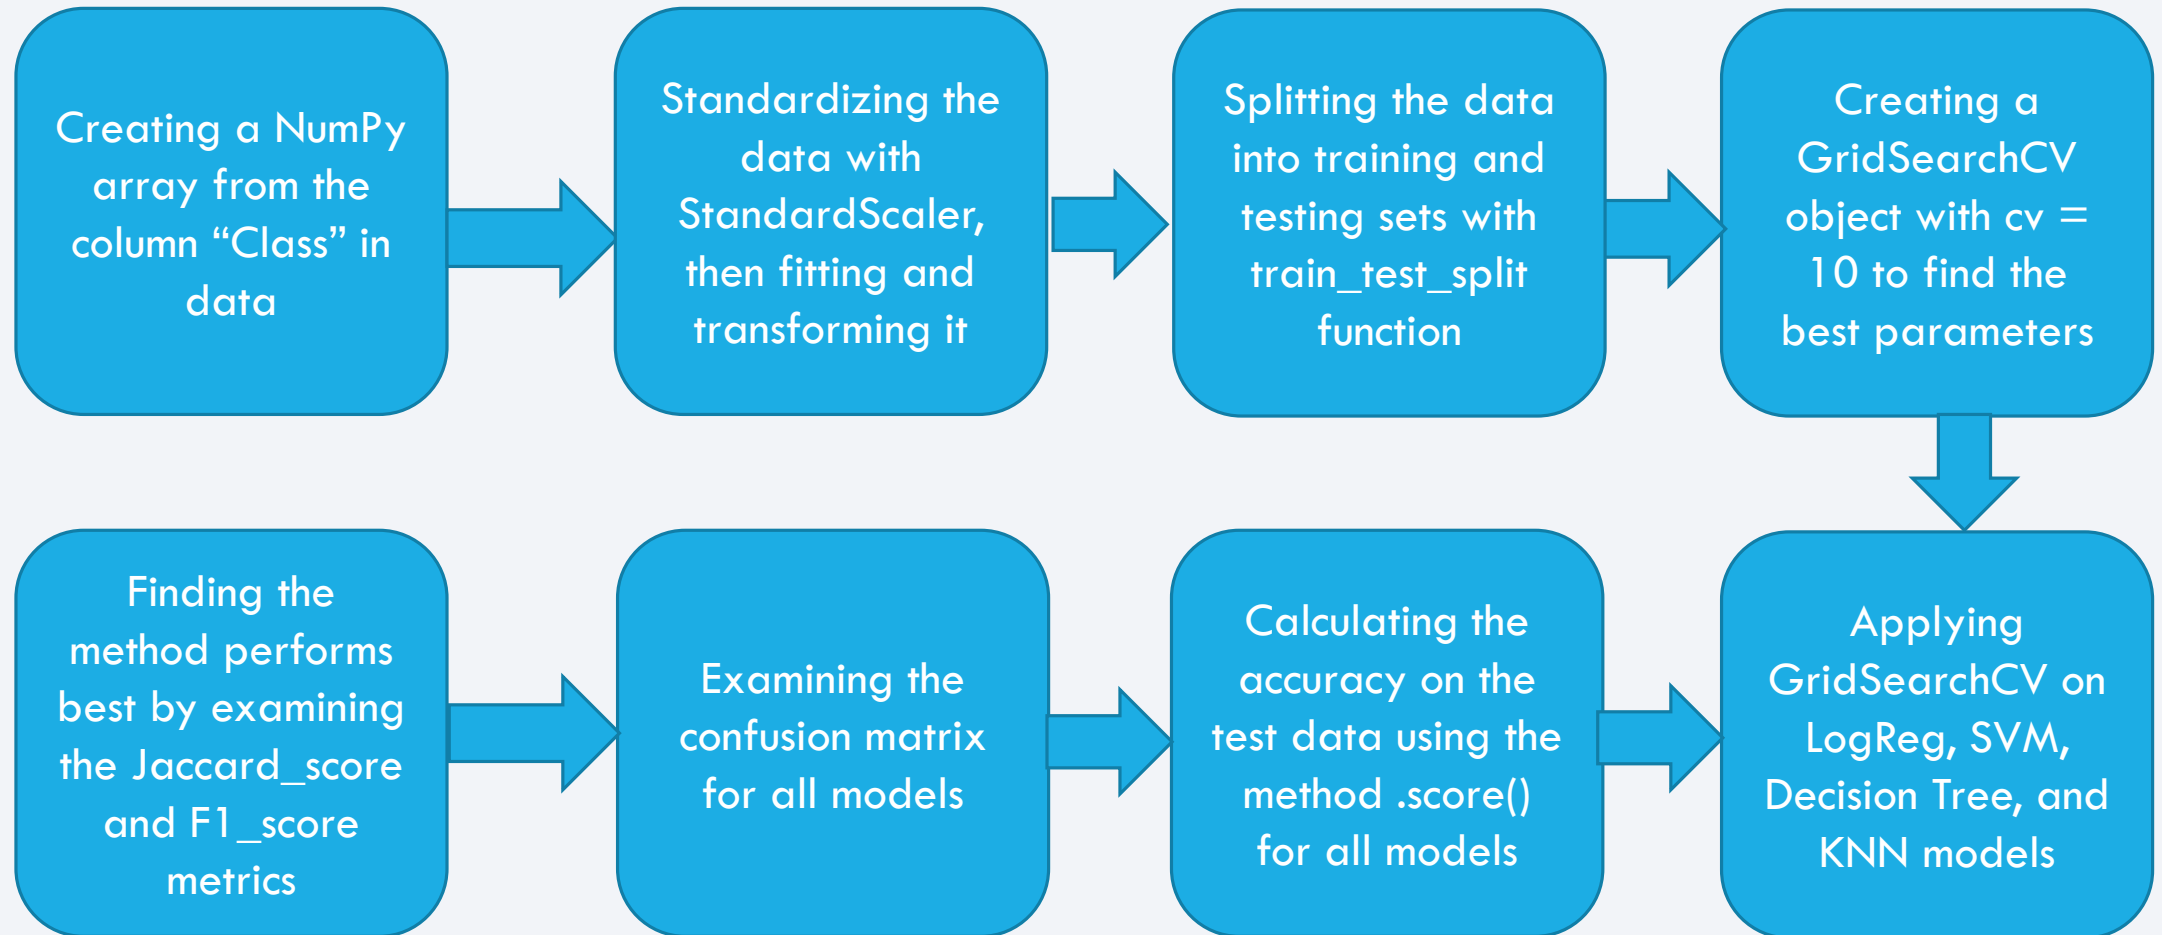 Creating a NumPy
array from the
column “Class” in
data
Standardizing the
data with
StandardScaler,
then fitting and
transforming it
Splitting the data
into training and
testing sets with
train_test_split
function
Creating a
GridSearchCV
object with cv =
10 to find the
best parameters
Finding the
method performs
best by examining
the Jaccard_score
and F1_score
metrics
Examining the
confusion matrix
for all models
Calculating the
accuracy on the
test data using the
method .score()
for all models
Applying
GridSearchCV on
LogReg, SVM,
Decision Tree, and
KNN models